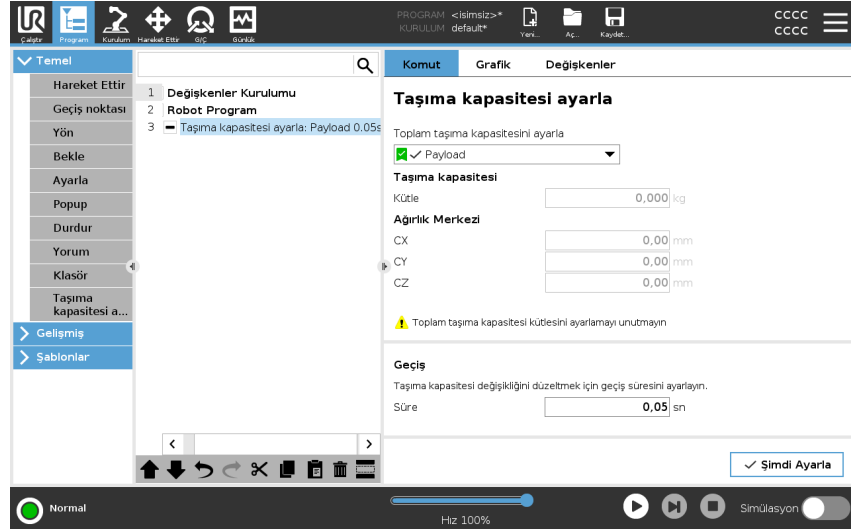 UR
PROGRAM <isimsiz>*
KURULUM default*
Çalıştır Program Kurulum Hareket Ettir G/Ç Günlük
Yeni... Aç... Kaydet...
cccc
cccc
Temel
Hareket Ettir
Geçiş noktası
Yön
Bekle
Ayarla
Popup
Durdur
Yorum
Klasör
Taşıma
kapasitesi a...
Gelişmiş
Şablonlar
1 Değişkenler Kurulumu
2 Robot Program
3 Taşıma kapasitesi ayarla: Payload 0.05s
Komut Grafik Değişkenler
Taşıma kapasitesi ayarla
Toplam taşıma kapasitesini ayarla
Payload
Taşıma kapasitesi
Kütle 0,000 kg
Ağırlık Merkezi
CX 0,00 mm
CY 0,00 mm
CZ 0,00 mm
Toplam taşıma kapasitesi kütlesini ayarlamayı unutmayın
Geçiş
Taşıma kapasitesi değişikliğini düzeltmek için geçiş süresini ayarlayın.
Süre 0,05 sn
Şimdi Ayarla
Normal
Hız 100%
Simülasyon